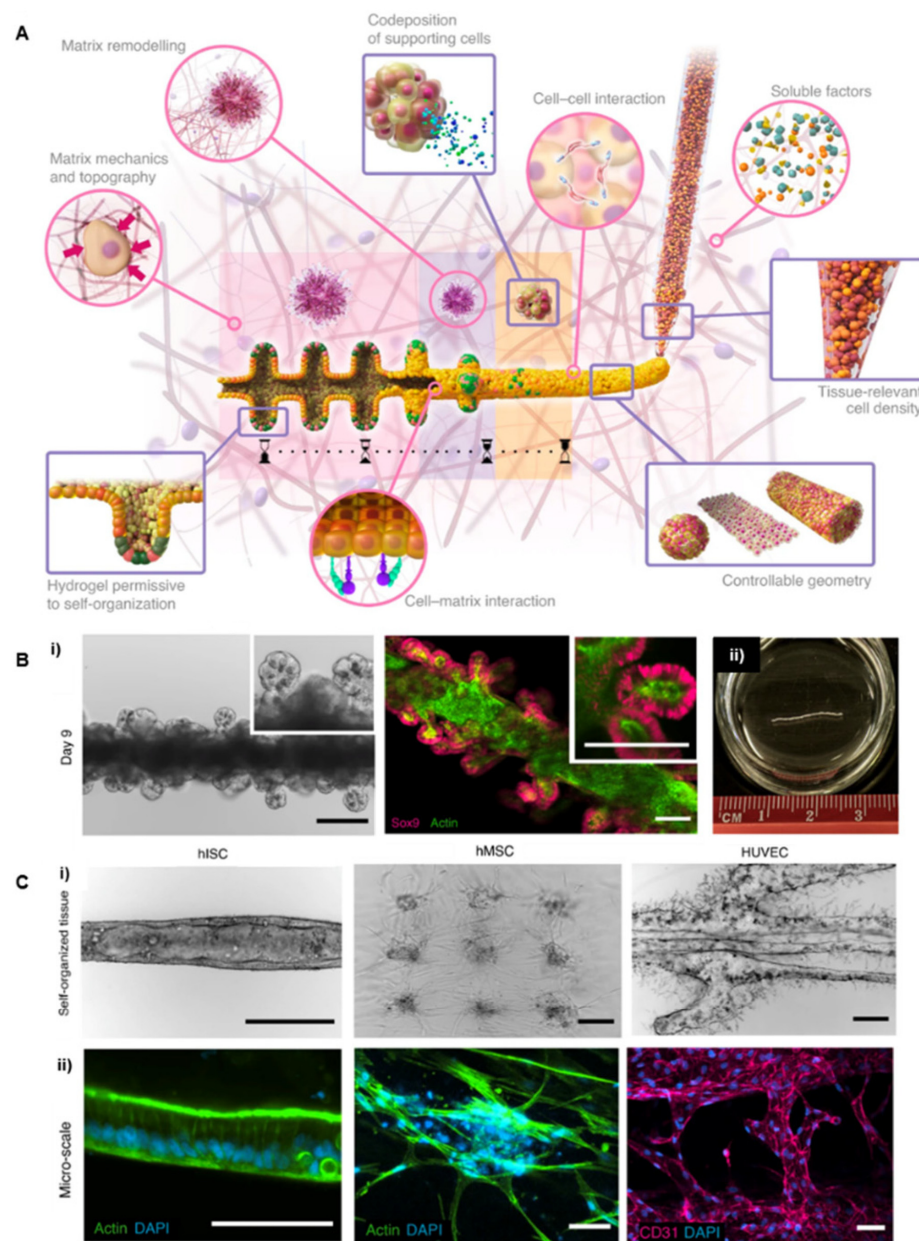 A
Matrix remodelling
Codeposition
of supporting cells
Cell–cell interaction
Soluble factors
Matrix mechanics
and topography
Tissue-relevant
cell density
Hydrogel permissive
to self-organization
Cell–matrix interaction
Controllable geometry
B
i)
ii)
Day 9
Sox9 Actin
CM 1 2 3
hISC
hMSC
HUVEC
C
i)
Self-organized tissue
ii)
Micro-scale
Actin DAPI
Actin DAPI
CD31 DAPI